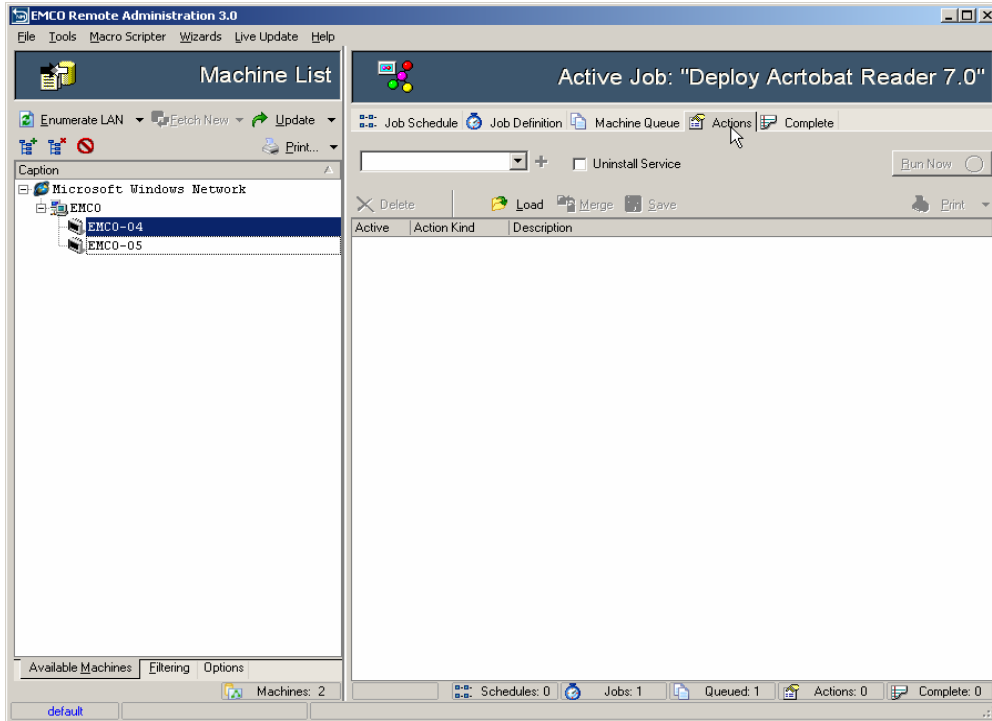 EMCO Remote Administration 3.0
File Tools Macro Scripter Wizards Live Update Help
Machine List
Active Job: "Deploy Acrtobat Reader 7.0"
Enumerate LAN Fetch New Update
Job Schedule Job Definition Machine Queue Actions Complete
Print...
Uninstall Service
Run Now
Caption
Microsoft Windows Network
EMCO
EMCO-04
EMCO-05
Delete Load Merge Save Print
Active Action Kind Description
Available Machines Filtering Options
Machines: 2
Schedules: 0 Jobs: 1 Queued: 1 Actions: 0 Complete: 0
default